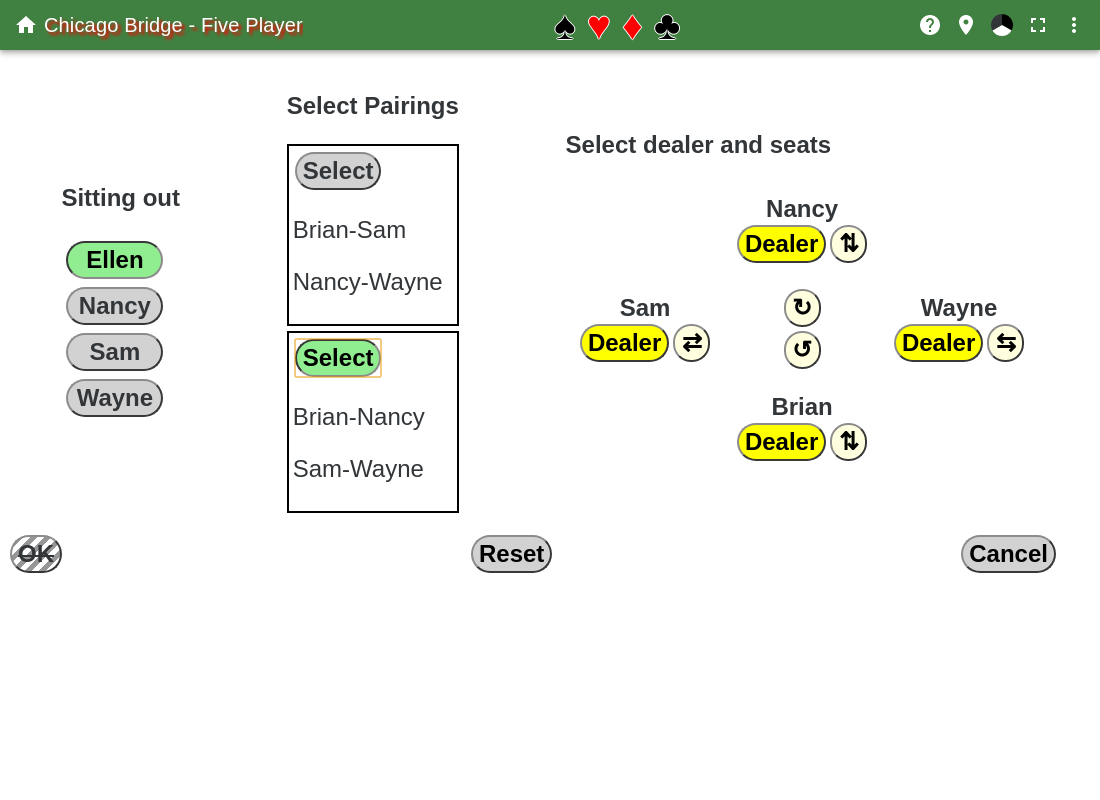 Chicago Bridge - Five Player
♠ ♥ ♦ ♣
Select Pairings
Select dealer and seats
Sitting out
Ellen
Nancy
Sam
Wayne
Select
Brian-Sam
Nancy-Wayne
Select
Brian-Nancy
Sam-Wayne
Nancy
Dealer ⇅
Sam
Dealer ⇄
↻
↺
Wayne
Dealer ⇆
Brian
Dealer ⇅
OK
Reset
Cancel